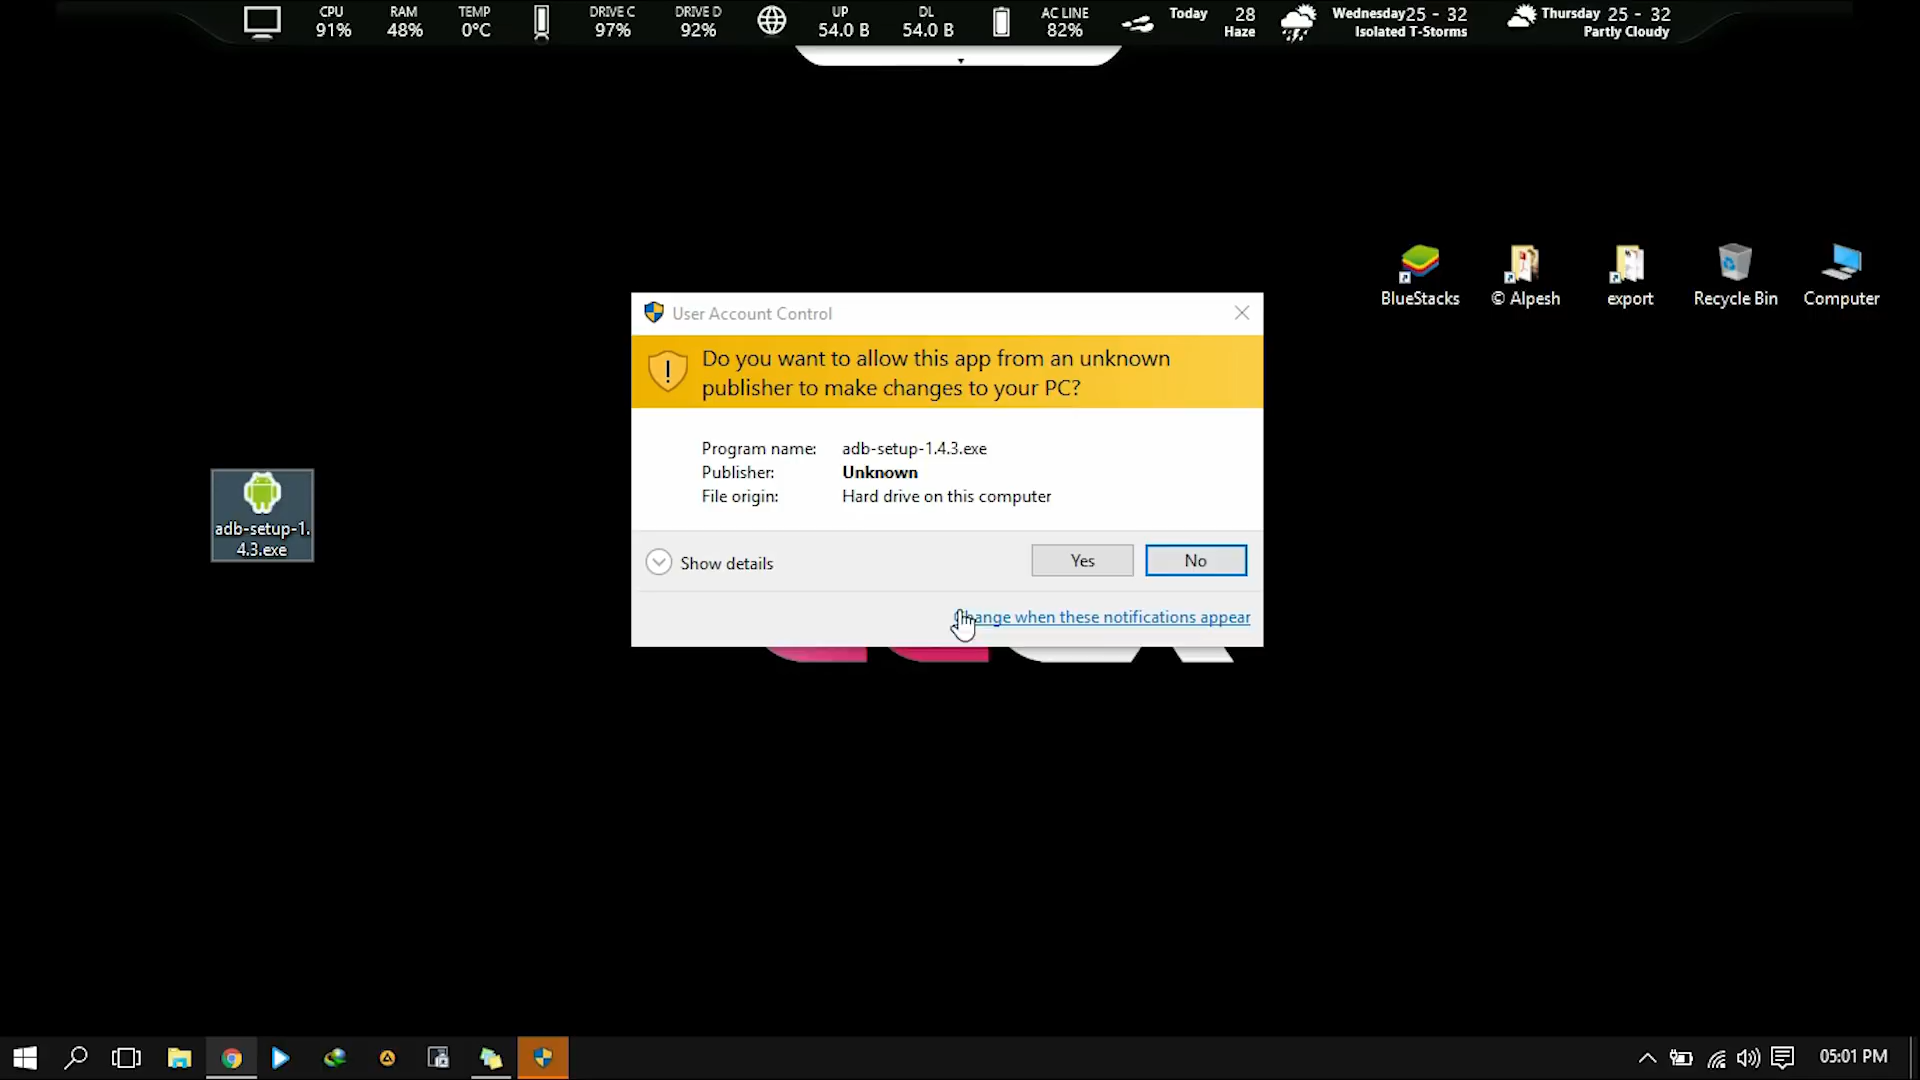 CPU RAM TEMP DRIVE C DRIVE D UP DL AC LINE Today 28 Wednesday 25 - 32 Thursday 25 - 32
91% 48% 0°C 97% 92% 54.0 B 54.0 B 82% Haze Isolated T-Storms Partly Cloudy
BlueStacks © Alpesh export Recycle Bin Computer
User Account Control
Do you want to allow this app from an unknown
publisher to make changes to your PC?
Program name: adb-setup-1.4.3.exe
Publisher: Unknown
File origin: Hard drive on this computer
adb-setup-1.
4.3.exe
Show details Yes No
Change when these notifications appear
05:01 PM